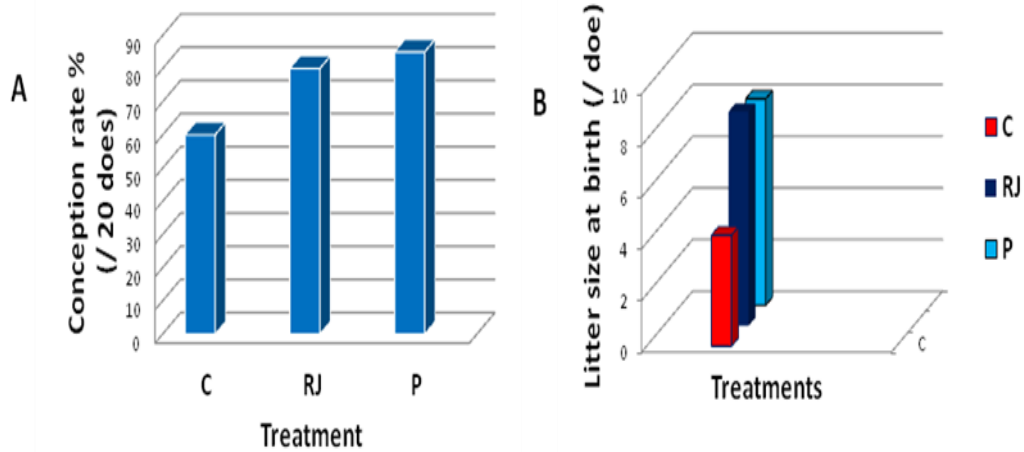 A
Conception rate %
(/ 20 does)
90
80
70
60
50
40
30
20
10
0
C RJ P
Treatment
B
Litter size at birth (/ doe)
10
8
6
4
2
0
C
Treatments
C
RJ
P